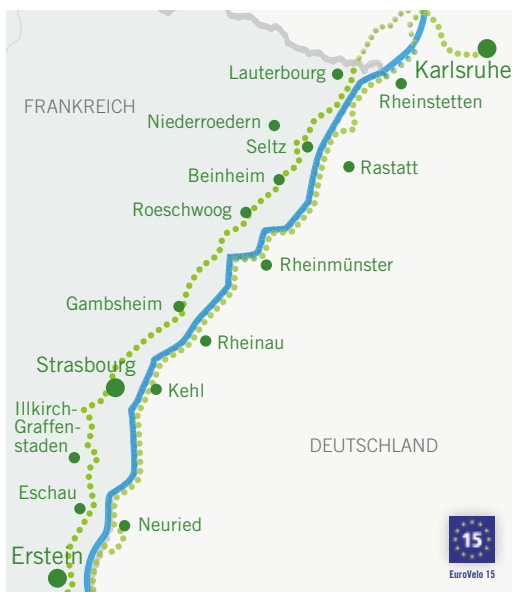 Lauterbourg
Karlsruhe
Rheinstetten
FRANKREICH
Niederroedern
Seltz
Rastatt
Beinheim
Roeschwoog
Rheinmünster
Gambsheim
Rheinau
Strasbourg
Kehl
Illkirch-
Graffen-
staden
DEUTSCHLAND
Eschau
Neuried
15
Erstein
EuroVelo 15